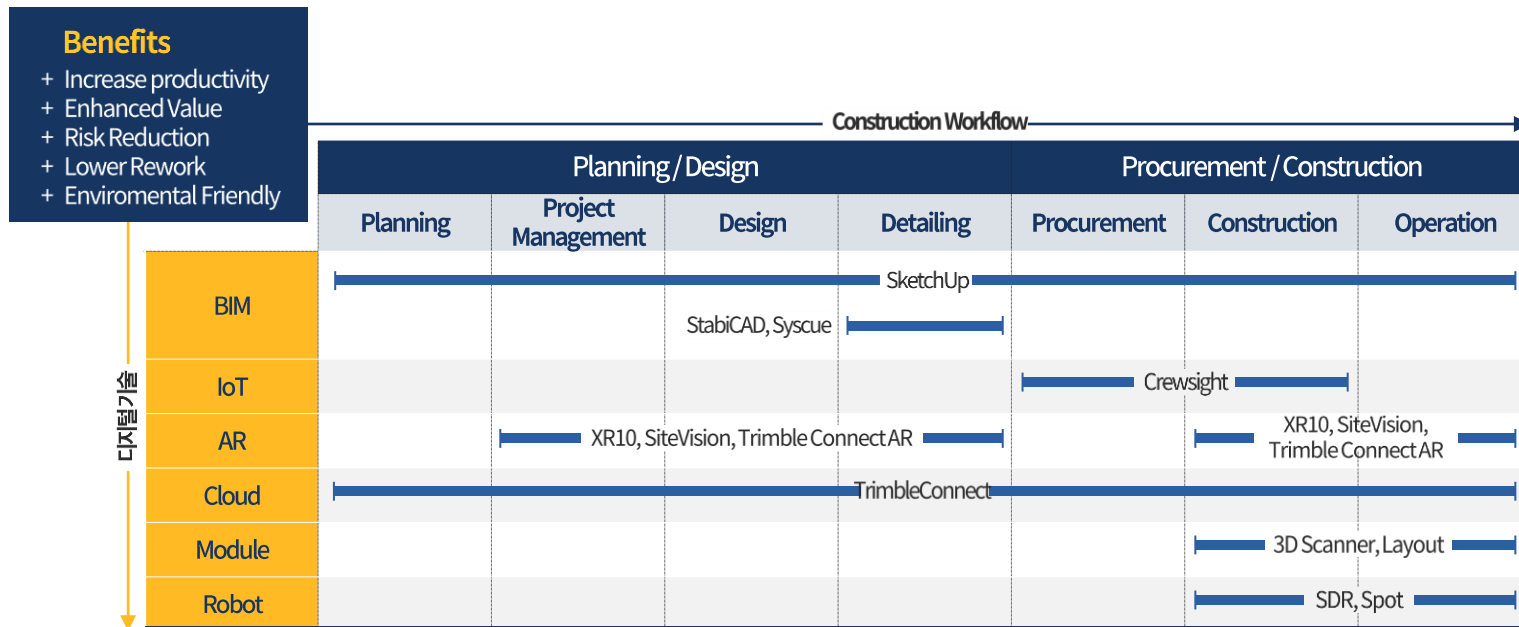 Benefits
+ Increase productivity
+ Enhanced Value
+ Risk Reduction
+ Lower Rework
+ Enviromental Friendly
Construction Workflow
Planning / Design
Procurement / Construction
Planning
Project
Management
Design
Detailing
Procurement
Construction
Operation
디지털기술
BIM
SketchUp
StabiCAD, Syscue
IoT
Crewsight
AR
XR10, SiteVision, Trimble Connect AR
XR10, SiteVision,
Trimble Connect AR
Cloud
TrimbleConnect
Module
3D Scanner, Layout
Robot
SDR, Spot